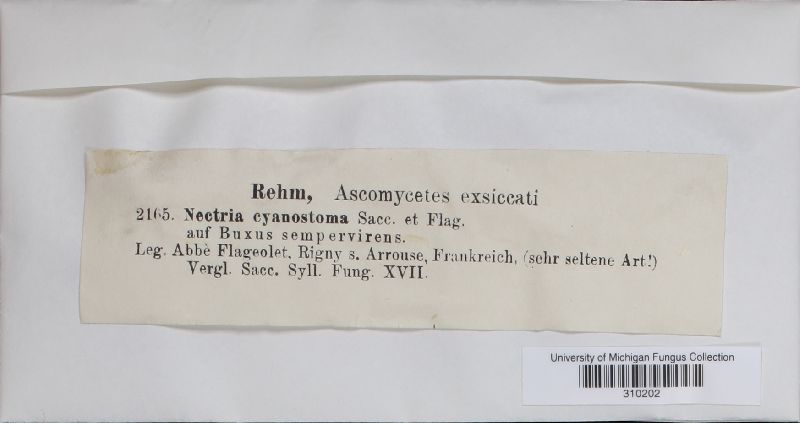 Rehm, Ascomycetes exsiccati
2165. Nectria cyanostoma Sacc. et Flag.
auf Buxus sempervirens.
Leg. Abbè Flageolet, Rigny s. Arrouse, Frankreich, (sehr seltene Art!)
Vergl. Sacc. Syll. Fung. XVII.
University of Michigan Fungus Collection
310202